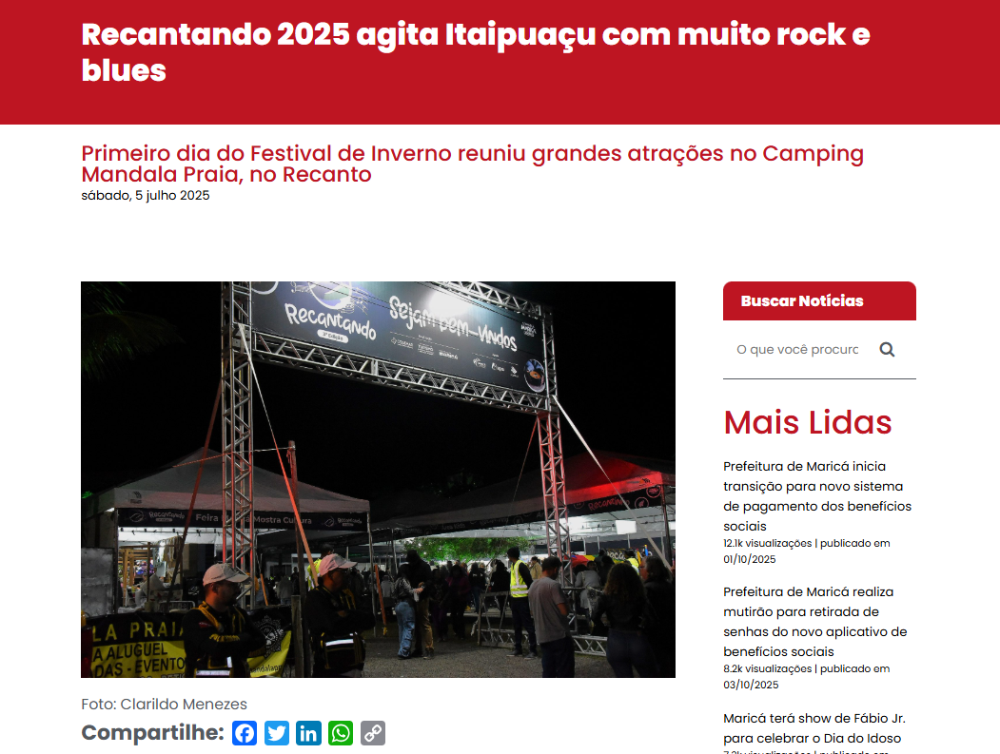 Recantando 2025 agita Itaipuaçu com muito rock e
blues
Primeiro dia do Festival de Inverno reuniu grandes atrações no Camping
Mandala Praia, no Recanto
sábado, 5 julho 2025
Recantando
Sejam bem-vindos
Feira
Mostra Cultura
LA PRAIA
ALUGUEL
DAS - EVENTO
Foto: Clarildo Menezes
Compartilhe:
Buscar Notícias
O que você procurc
Mais Lidas
Prefeitura de Maricá inicia
transição para novo sistema
de pagamento dos benefícios
sociais
12.1k visualizações | publicado em
01/10/2025
Prefeitura de Maricá realiza
mutirão para retirada de
senhas do novo aplicativo de
benefícios sociais
8.2k visualizações | publicado em
03/10/2025
Maricá terá show de Fábio Jr.
para celebrar o Dia do Idoso